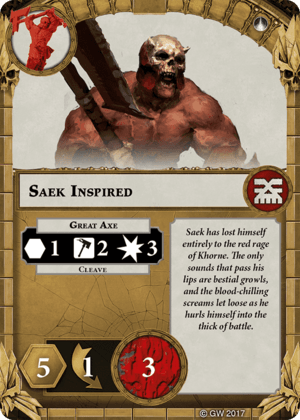 Saek Inspired
Great Axe
1 2 3
Cleave
Saek has lost himself
entirely to the red rage
of Khorne. The only
sounds that pass his
lips are bestial growls,
and the blood-chilling
screams let loose as he
hurls himself into the
thick of battle.
5 1 3
© GW 2017